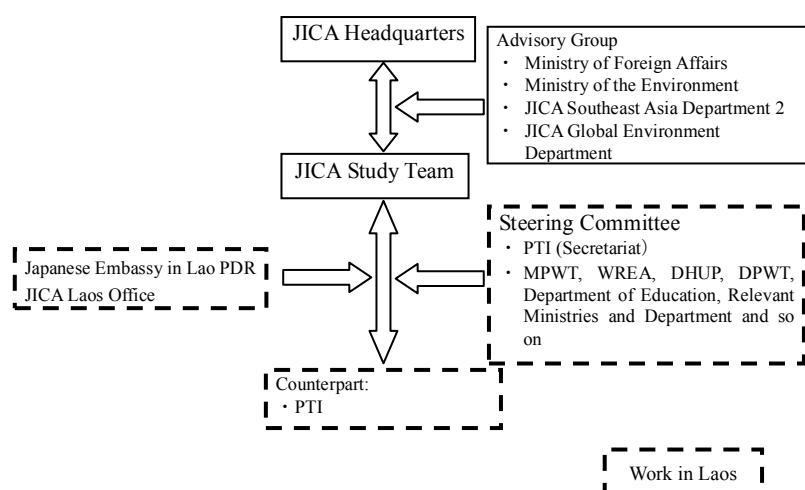 JICA Headquarters
Advisory Group
・ Ministry of Foreign Affairs
・ Ministry of the Environment
・ JICA Southeast Asia Department 2
・ JICA Global Environment
Department
JICA Study Team
Steering Committee
・ PTI (Secretariat)
・ MPWT, WREA, DHUP, DPWT,
Department of Education, Relevant
Ministries and Department and so
on
Japanese Embassy in Lao PDR
JICA Laos Office
Counterpart:
・PTI
Work in Laos